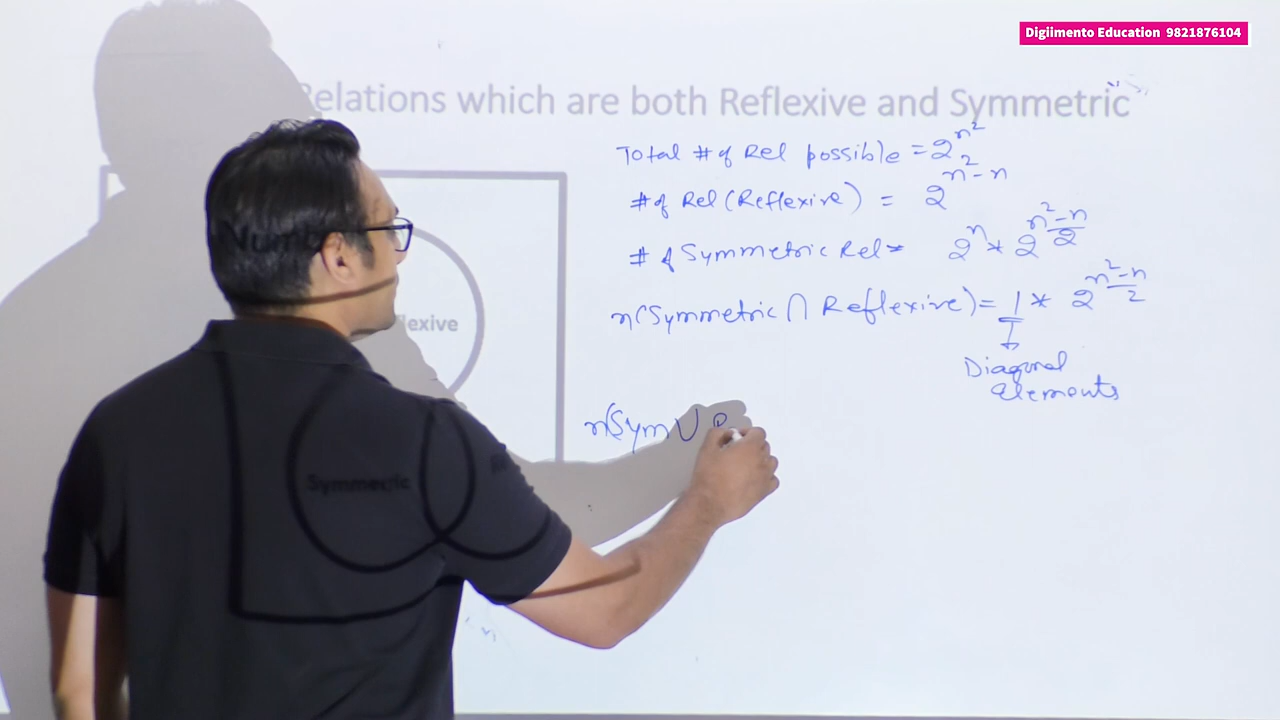 Digiimento Education 9821876104
Relations which are both Reflexive and Symmetric
Total # of Rel possible = 2^n^2
# of Rel (Reflexive) = 2^n^2-n
# of Symmetric Rel = 2^n * 2^(n^2-n)/2
n(Symmetric ∩ Reflexive) = 1 * 2^(n^2-n)/2
Diagonal
Elements
n(Sym ∪ R
Numb
lexive
Symmetric